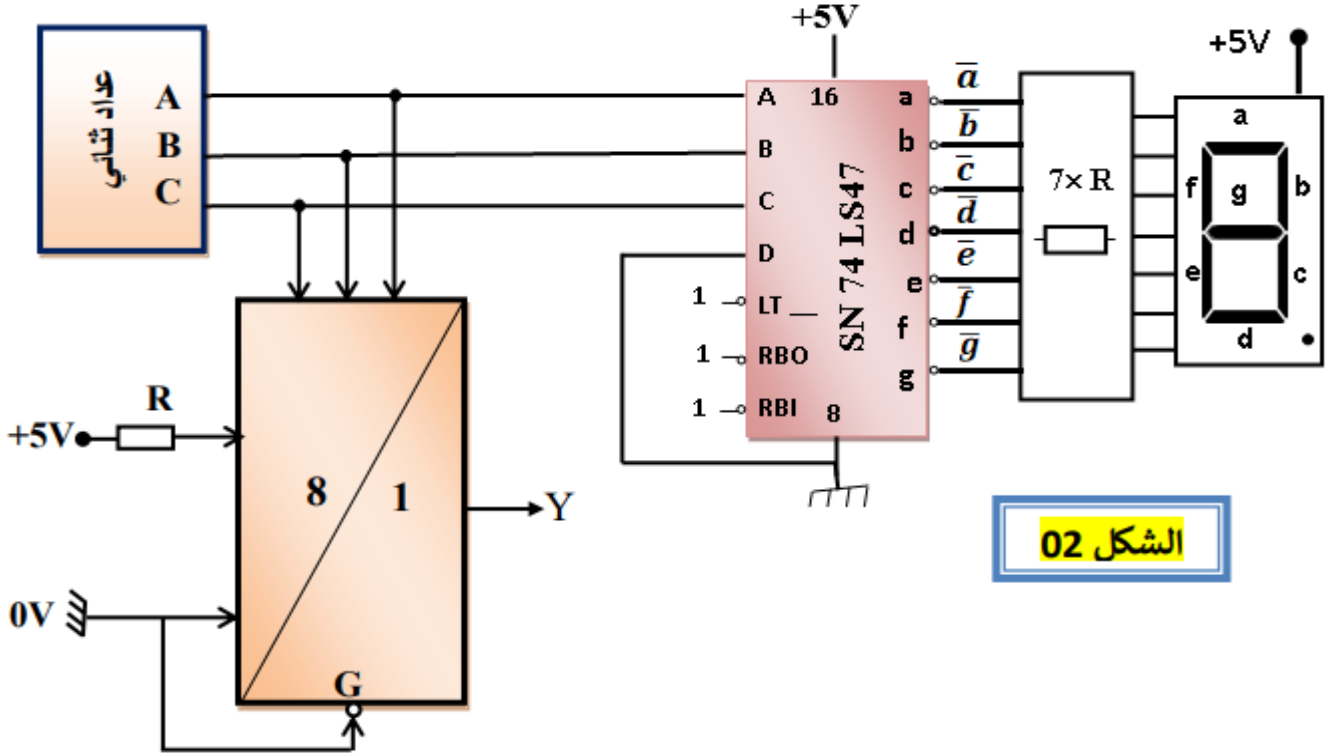 +5V
+5V
عداد ثنائي
A
B
C
A 16 a
B b
C c
D d
e
LT __ f
RBO g
RBI 8
SN 74 LS47
1
1
1
a̅
b̅
c̅
d̅
e̅
f̅
g̅
7× R
a
f g b
e c
d
R
+5V
8 1
Y
0V
G
الشكل 02